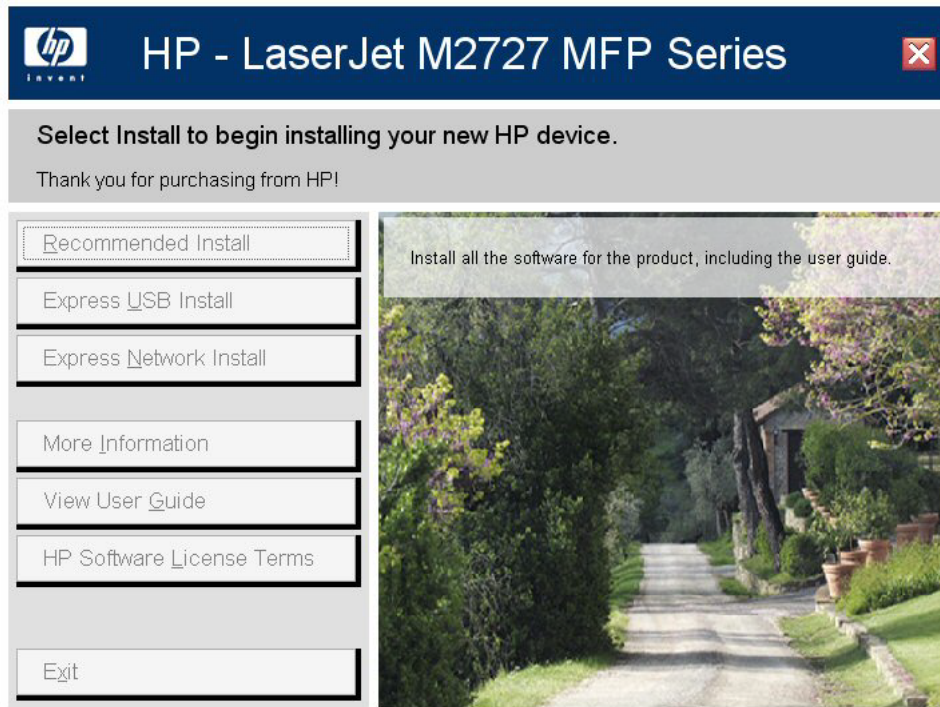 hp
invent
HP - LaserJet M2727 MFP Series
Select Install to begin installing your new HP device.
Thank you for purchasing from HP!
Recommended Install
Install all the software for the product, including the user guide.
Express USB Install
Express Network Install
More Information
View User Guide
HP Software License Terms
Exit